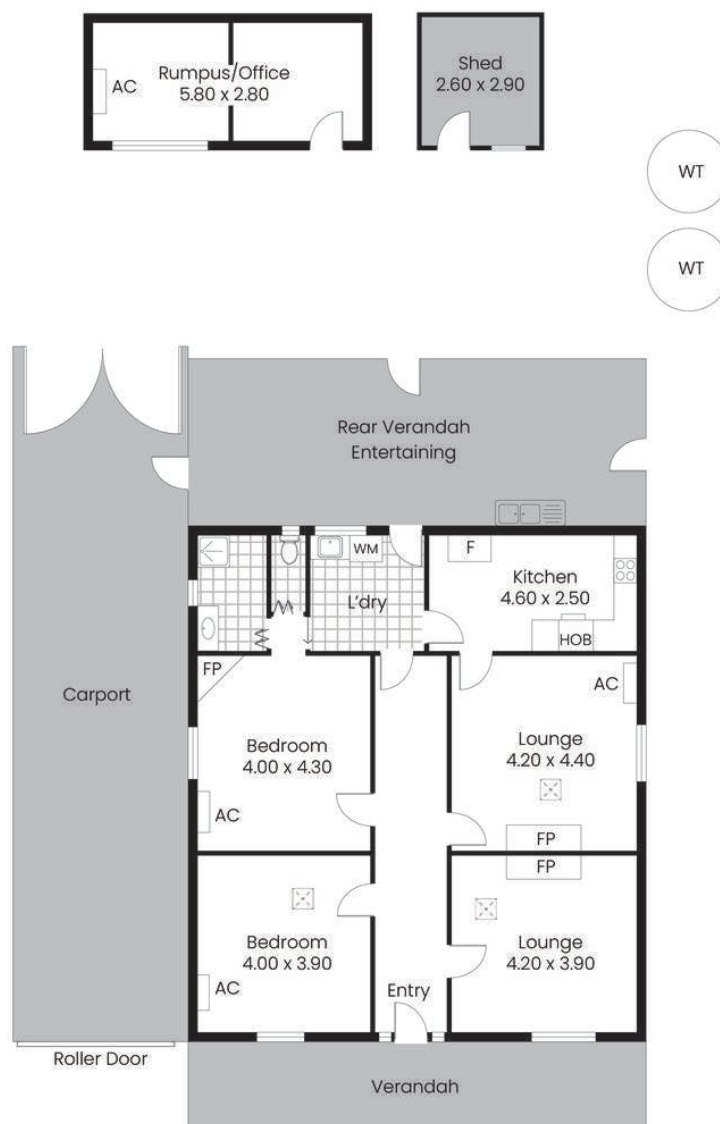 AC
Rumpus/Office
5.80 x 2.80
Shed
2.60 x 2.90
WT
WT
Rear Verandah
Entertaining
WM
L'dry
F
Kitchen
4.60 x 2.50
HOB
Carport
FP
Bedroom
4.00 x 4.30
AC
AC
Lounge
4.20 x 4.40
FP
FP
Bedroom
4.00 x 3.90
AC
Lounge
4.20 x 3.90
Entry
Roller Door
Verandah